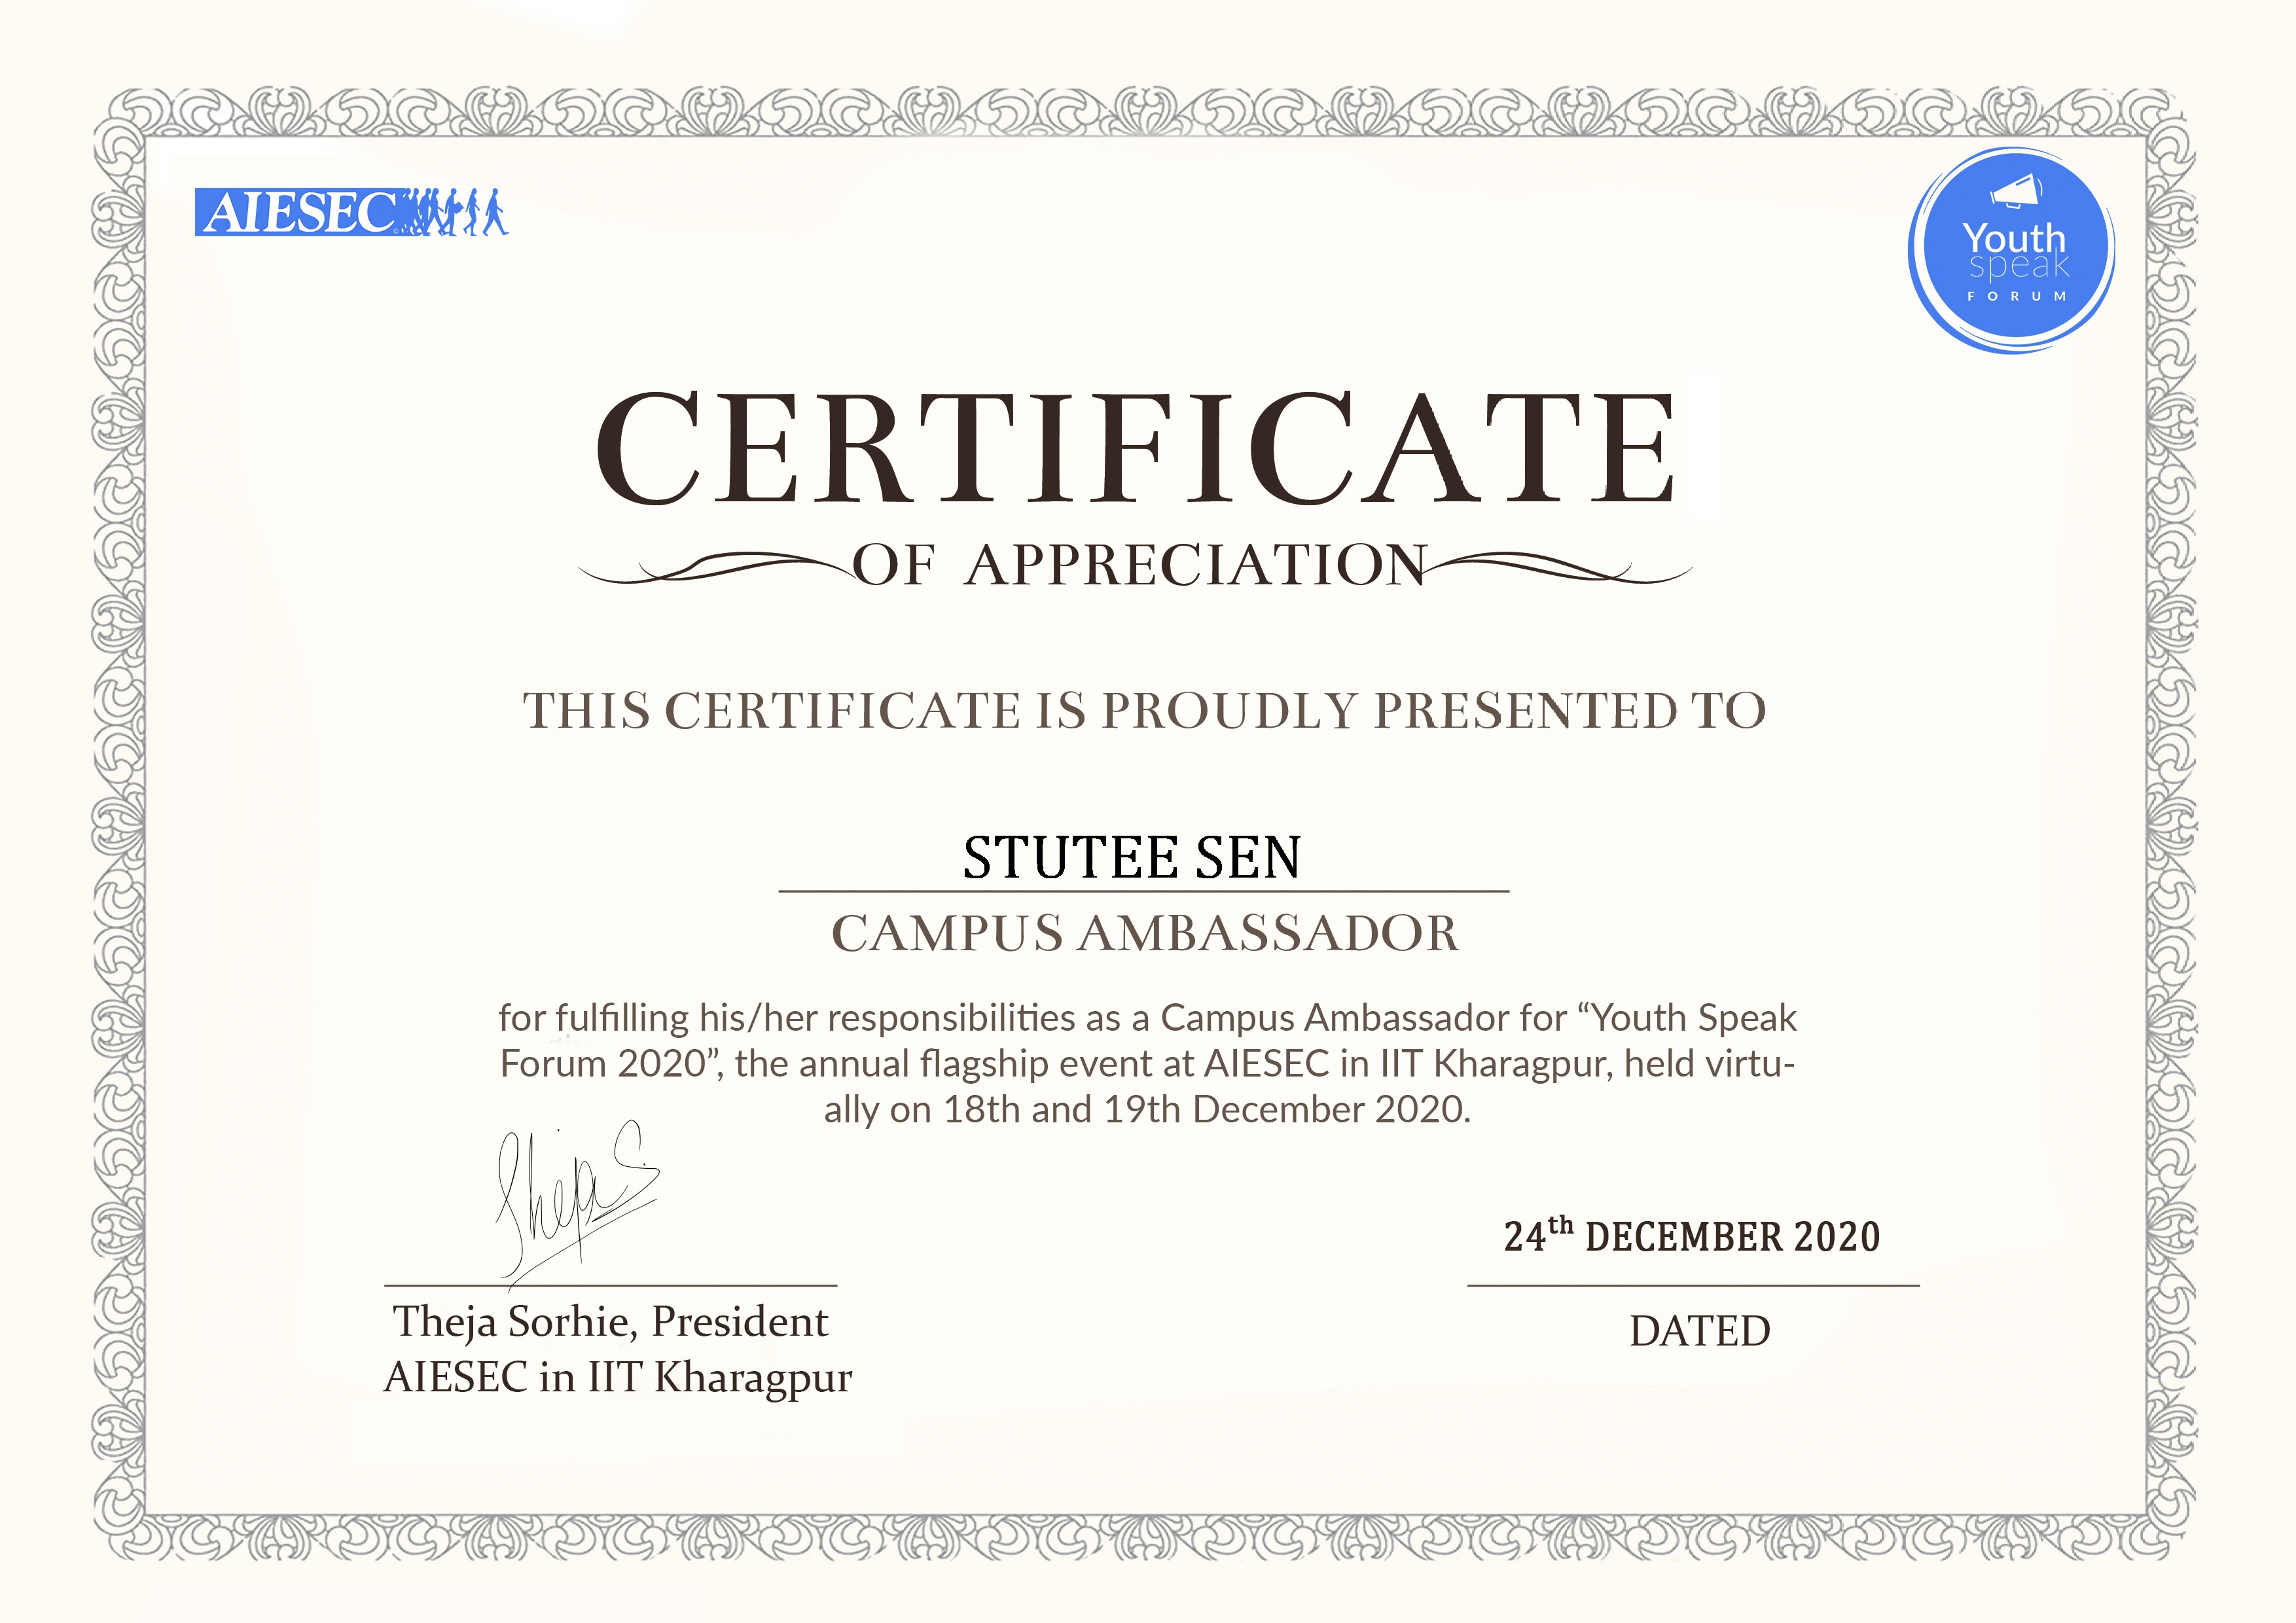 AIESEC
Youth
speak
FORUM
CERTIFICATE
OF APPRECIATION
THIS CERTIFICATE IS PROUDLY PRESENTED TO
STUTEE SEN
CAMPUS AMBASSADOR
for fulfilling his/her responsibilities as a Campus Ambassador for “Youth Speak
Forum 2020”, the annual flagship event at AIESEC in IIT Kharagpur, held virtu-
ally on 18th and 19th December 2020.
Theja S.
24th DECEMBER 2020
Theja Sorhie, President
AIESEC in IIT Kharagpur
DATED